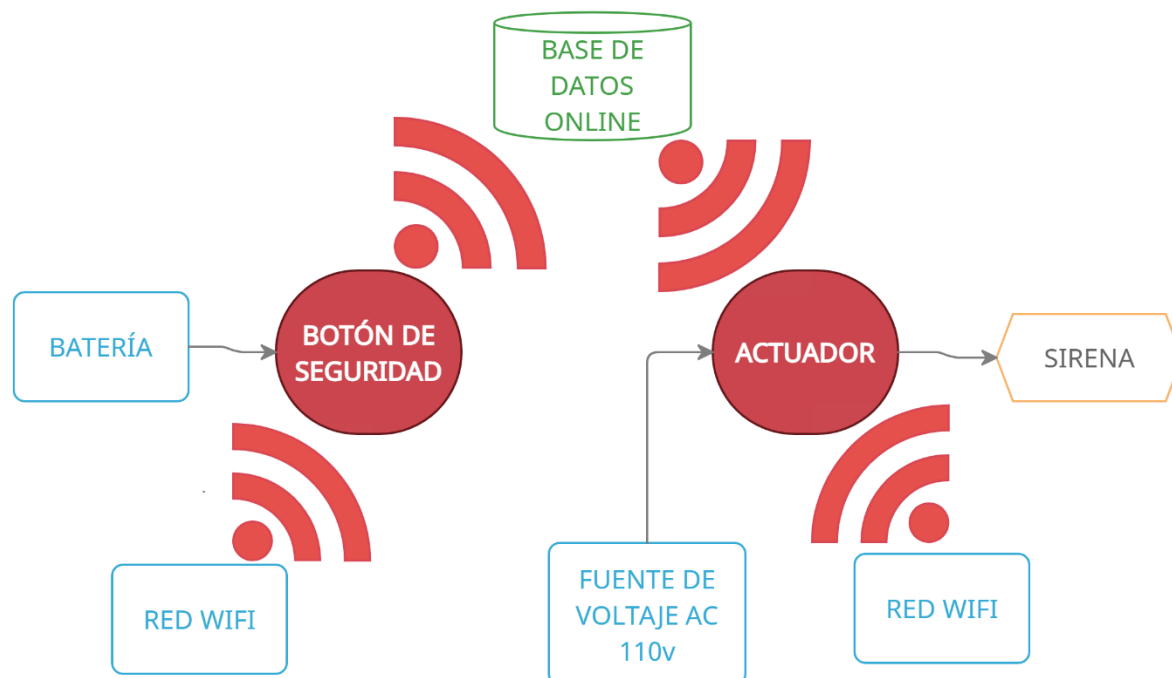 BASE DE
DATOS
ONLINE
BATERÍA
BOTÓN DE
SEGURIDAD
ACTUADOR
SIRENA
RED WIFI
FUENTE DE
VOLTAJE AC
110v
RED WIFI